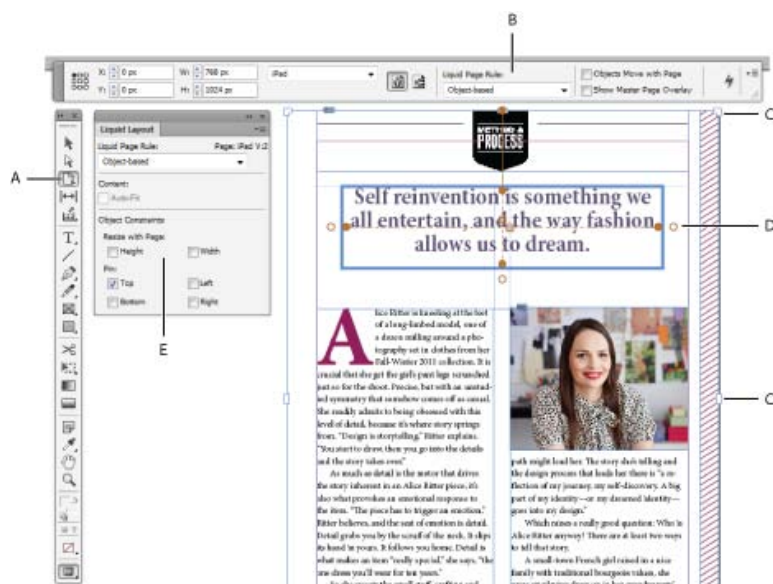 B
X: 0 px W: 768 px iPad Liquid Page Rule: Objects Move with Page
Y: 0 px H: 1024 px Object-based Show Master Page Overlay
C
Liquid Layout
Liquid Page Rule: Page: iPad V:2
Object-based
A
Content:
Auto-Fit
Object Constraints:
Resize with Page:
Height Width
Pin:
Top Left
Bottom Right
E
PROCESS
Self reinvention is something we
all entertain, and the way fashion
allows us to dream.
D
C
Alice Ritter is kneeling at the feet
of a long-limbed model, one of
a dozen milling around a pho-
tography set in clothes from her
Fall-Winter 2011 collection. It is
crucial that she get the girl's pant legs scrunched
just so for the shoot. Precise, but with an unstud-
ied symmetry that somehow comes off as casual.
She readily admits to being obsessed with this
level of detail, because it's where story springs
from. "Design is storytelling," Ritter explains.
"You start to draw, then you go into the details
and the story takes over."
As much as detail is the motor that drives
the story inherent in an Alice Ritter piece, it's
also what provokes an emotional response to
the item. "The piece has to trigger an emotion."
Ritter believes, and the seat of emotion is detail.
Detail grabs you by the scruff of the neck. It slips
its hand in yours. It follows you home. Detail is
what makes an item "really special," she says, "the
one dress you'll wear for ten years."
path might lead her. The story she's telling and
the design process that leads her there is "a re-
flection of my journey, my self-discovery. A big
part of my identity—or my dreamed identity—
goes into my design."
Which raises a really good question: Who is
Alice Ritter anyway? There are at least two ways
to tell that story.
A small-town French girl raised in a nice
family with traditional bourgeois values, she